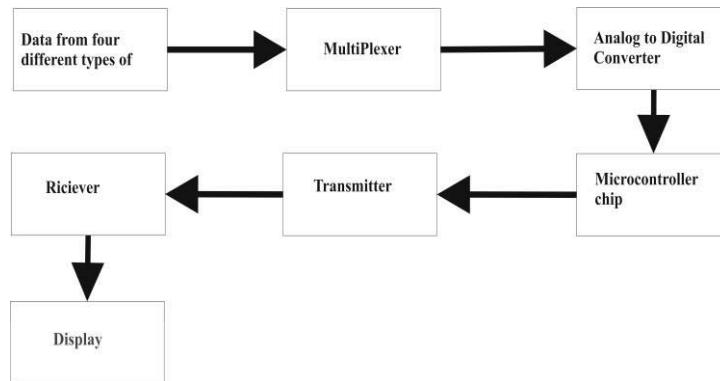 Data from four
different types of
MultiPlexer
Analog to Digital
Converter
Riciever
Transmitter
Microcontroller
chip
Display